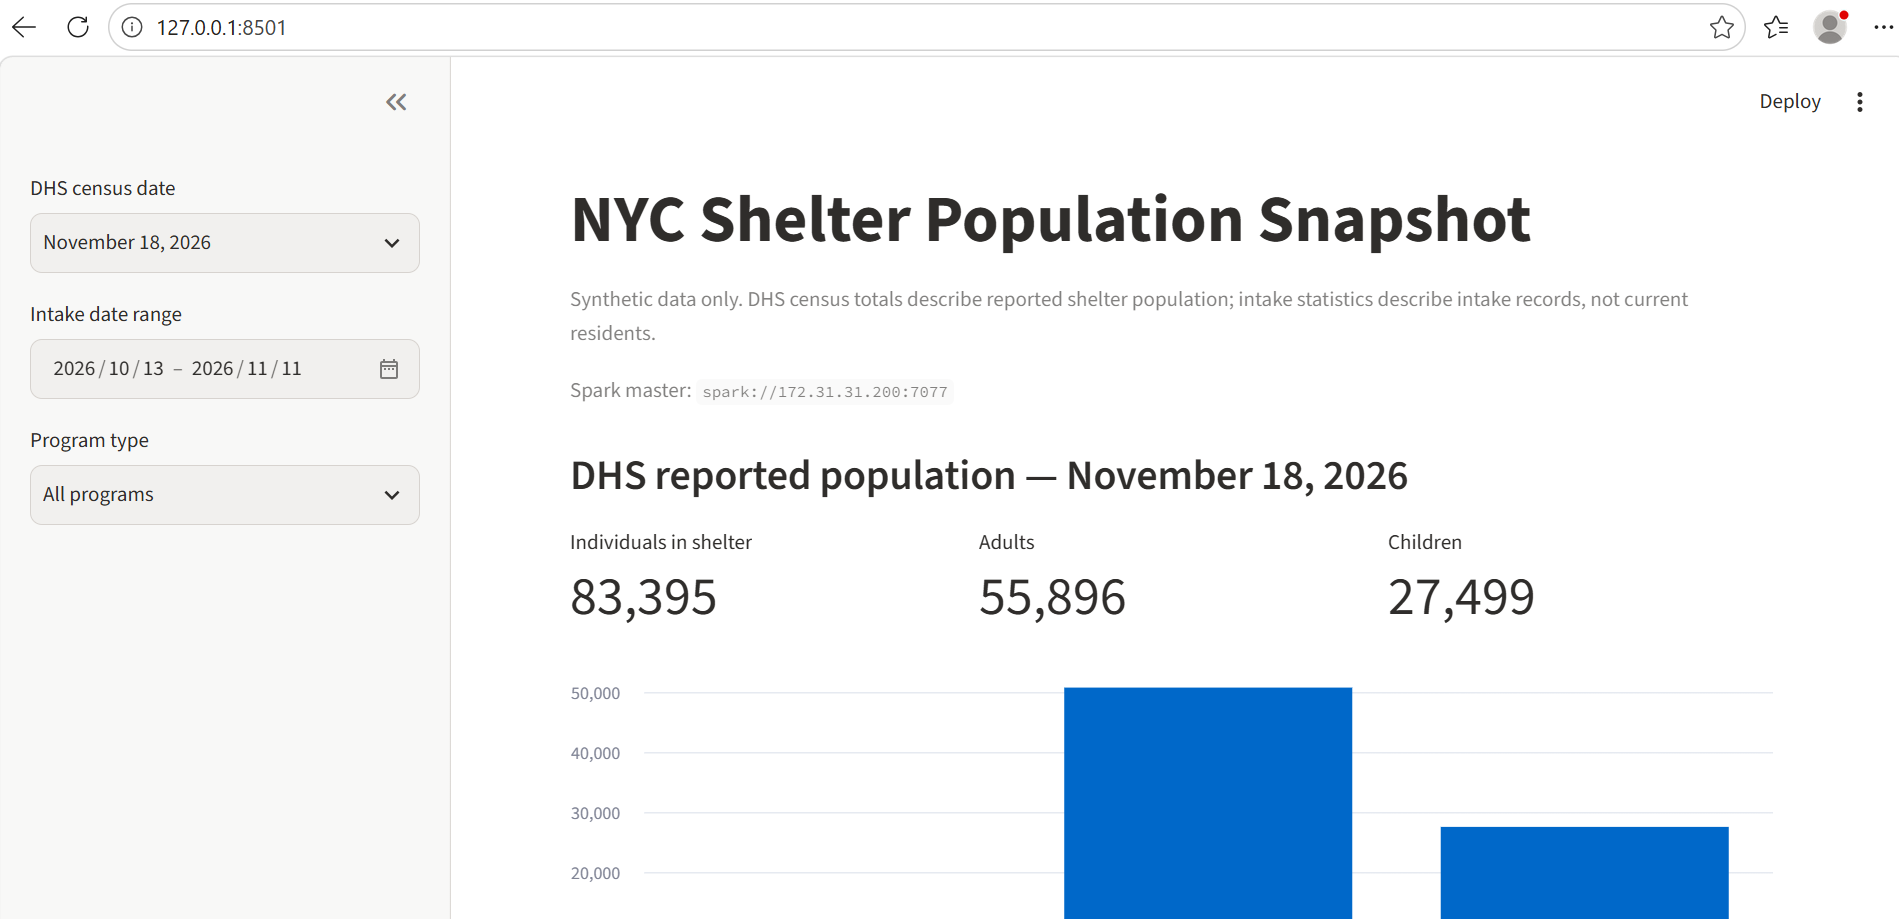 127.0.0.1:8501
Deploy
DHS census date
November 18, 2026
Intake date range
2026/10/13 – 2026/11/11
Program type
All programs
NYC Shelter Population Snapshot
Synthetic data only. DHS census totals describe reported shelter population; intake statistics describe intake records, not current
residents.
Spark master: spark://172.31.31.200:7077
DHS reported population — November 18, 2026
Individuals in shelter
83,395
Adults
55,896
Children
27,499
50,000
40,000
30,000
20,000